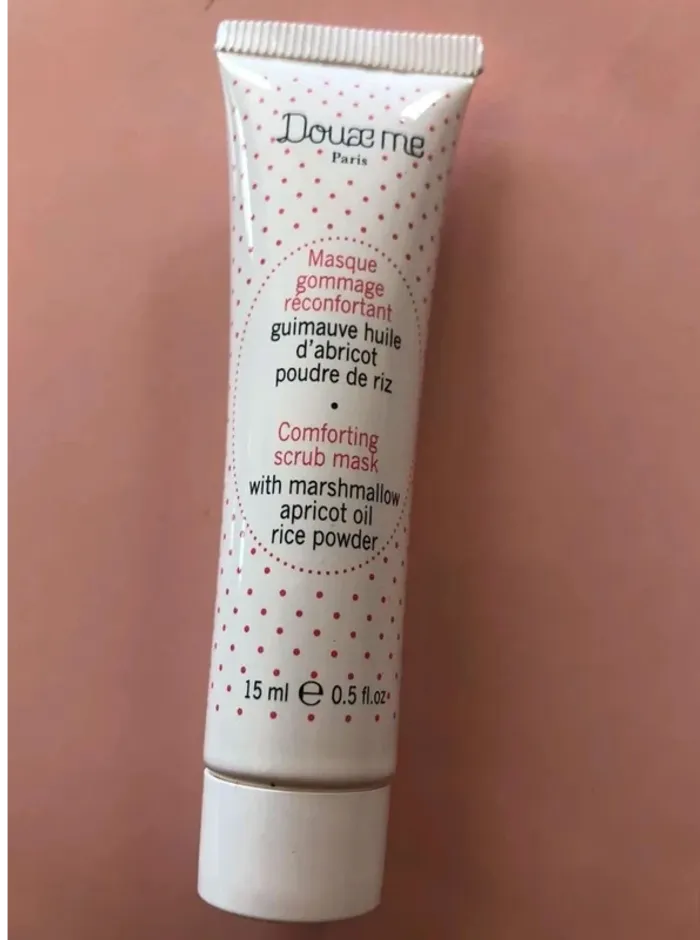 Doux me
Paris
Masque
gommage
réconfortant
guimauve huile
d'abricot
poudre de riz
•
Comforting
scrub mask
with marshmallow
apricot oil
rice powder
15 ml ℮ 0.5 fl.oz